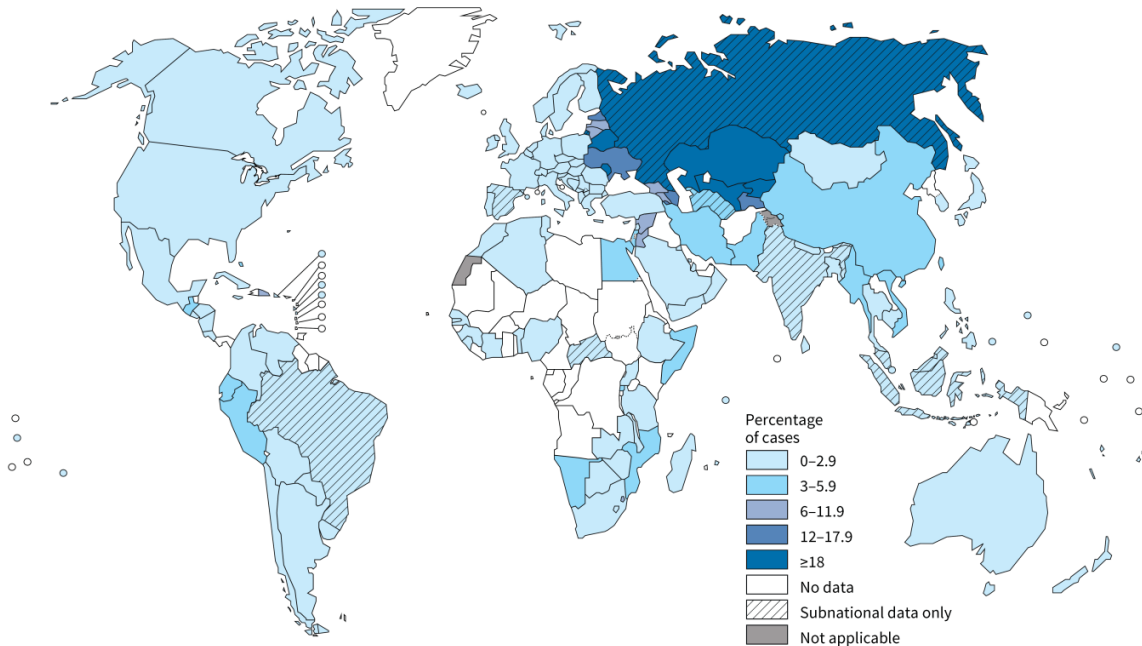 Percentage
of cases
0–2.9
3–5.9
6–11.9
12–17.9
≥18
No data
Subnational data only
Not applicable